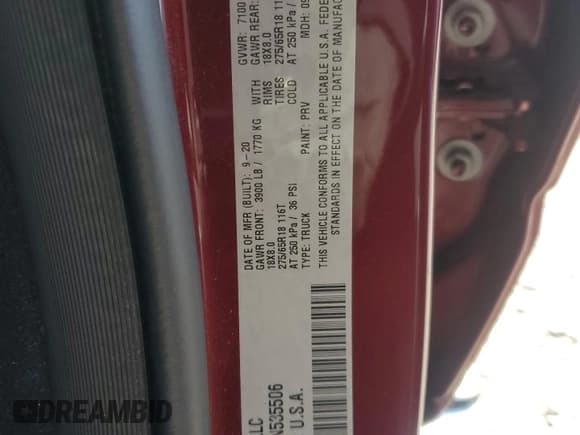 LLC
N535506
U.S.A.
DATE OF MFR (BUILT): 9-20
GVWR: 7100
GAWR FRONT: 3900 LB / 1770 KG WITH
GAWR REAR:
18X8.0 RIMS 18X8.0
275/65R18 116T TIRES 275/65R18 11
AT 250 kPa / 36 PSI COLD AT 250 kPa /
TYPE: TRUCK PAINT: PRV MDH: 09
THIS VEHICLE CONFORMS TO ALL APPLICABLE U.S.A. FEDE
STANDARDS IN EFFECT ON THE DATE OF MANUFAC
DREAMBID